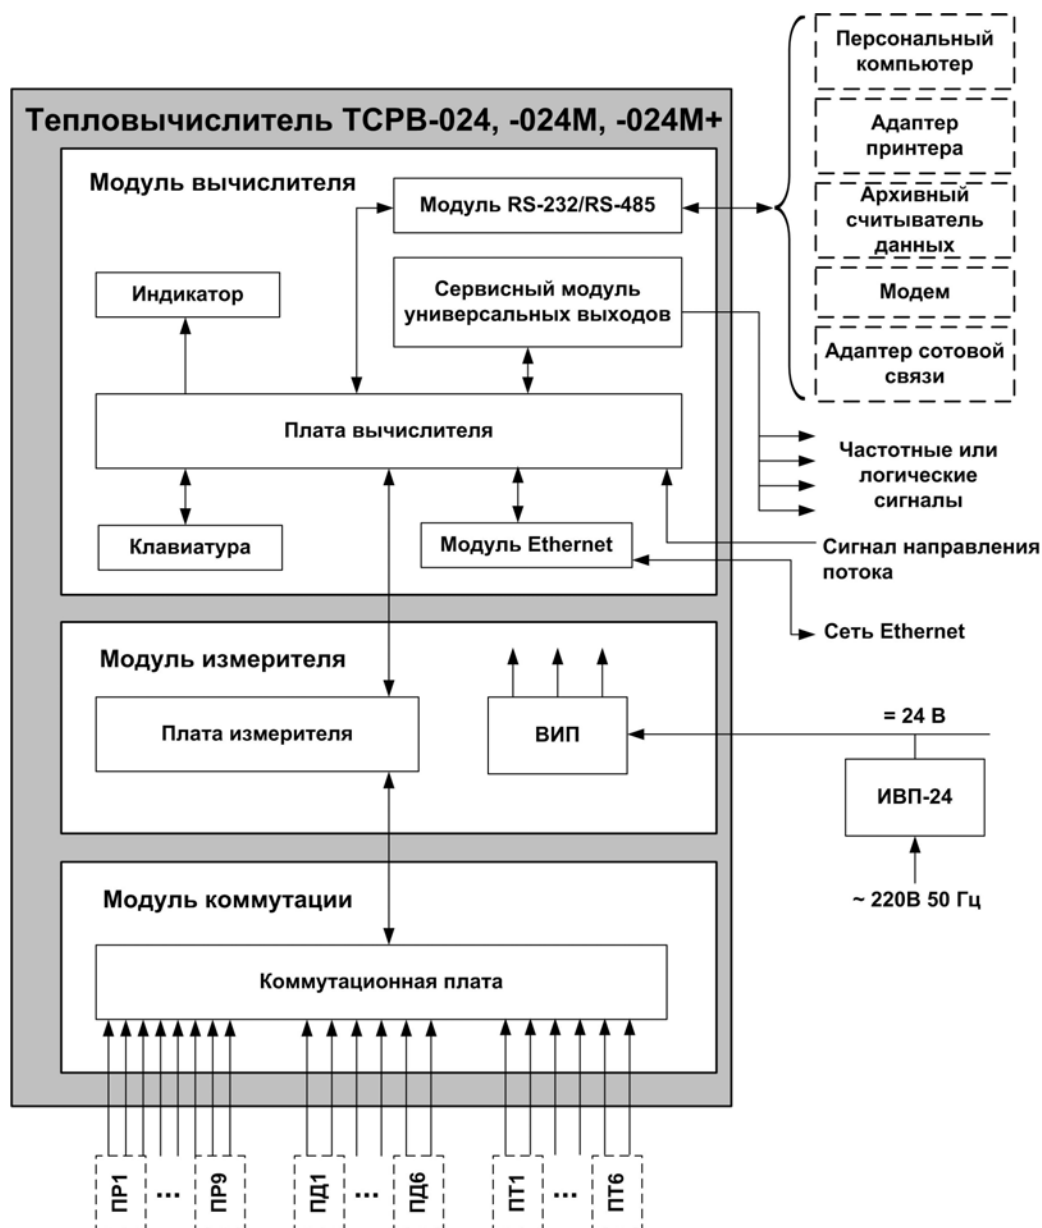 Персональный
компьютер
Адаптер
принтера
Архивный
считыватель
данных
Модем
Адаптер сотовой
связи
Тепловычислитель ТСРВ-024, -024М, -024М+
Модуль вычислителя
Модуль RS-232/RS-485
Индикатор
Сервисный модуль
универсальных выходов
Плата вычислителя
Частотные или
логические
сигналы
Клавиатура
Модуль Ethernet
Сигнал направления
потока
Сеть Ethernet
Модуль измерителя
Плата измерителя
ВИП
= 24 В
ИВП-24
~ 220В 50 Гц
Модуль коммутации
Коммутационная плата
ПР1
...
ПР9
ПД1
...
ПД6
ПТ1
...
ПТ6